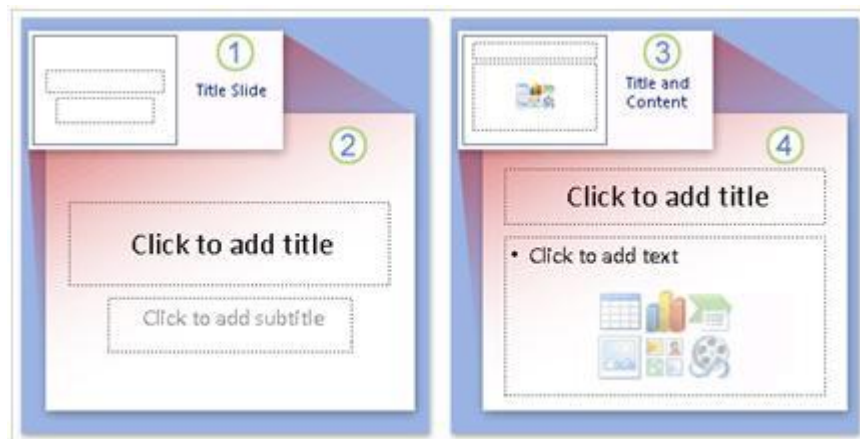 1
Title Slide
2
Click to add title
Click to add subtitle
3
Title and
Content
4
Click to add title
• Click to add text